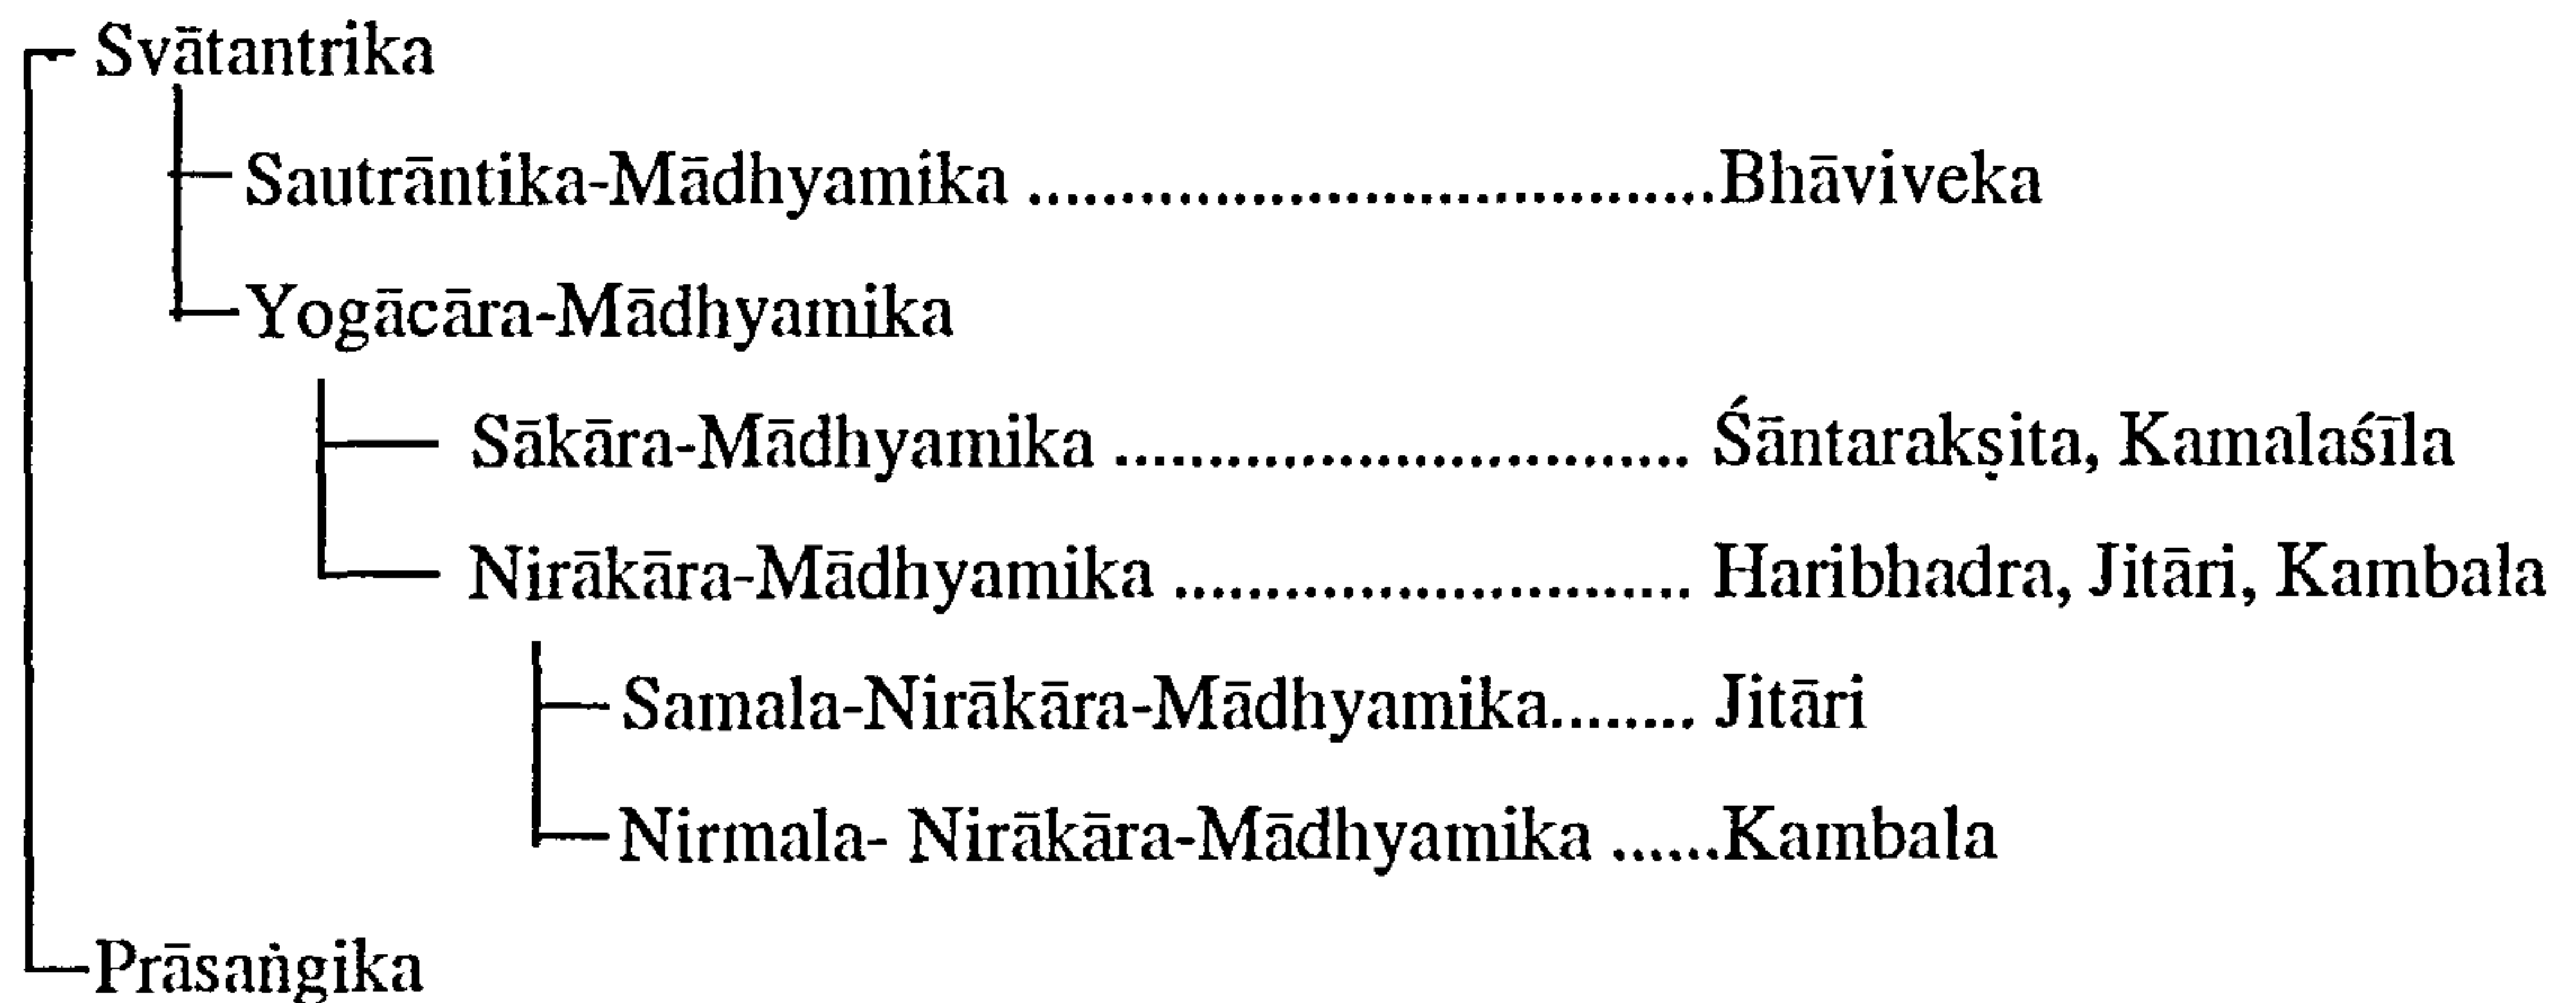 Svātantrika
Sautrāntika-Mādhyamika ....................................Bhāviveka
Yogācāra-Mādhyamika
Sākāra-Mādhyamika ............................... Śāntarakṣita, Kamalaśīla
Nirākāra-Mādhyamika ............................ Haribhadra, Jitāri, Kambala
Samala-Nirākāra-Mādhyamika........ Jitāri
Nirmala- Nirākāra-Mādhyamika ......Kambala
Prāsaṅgika